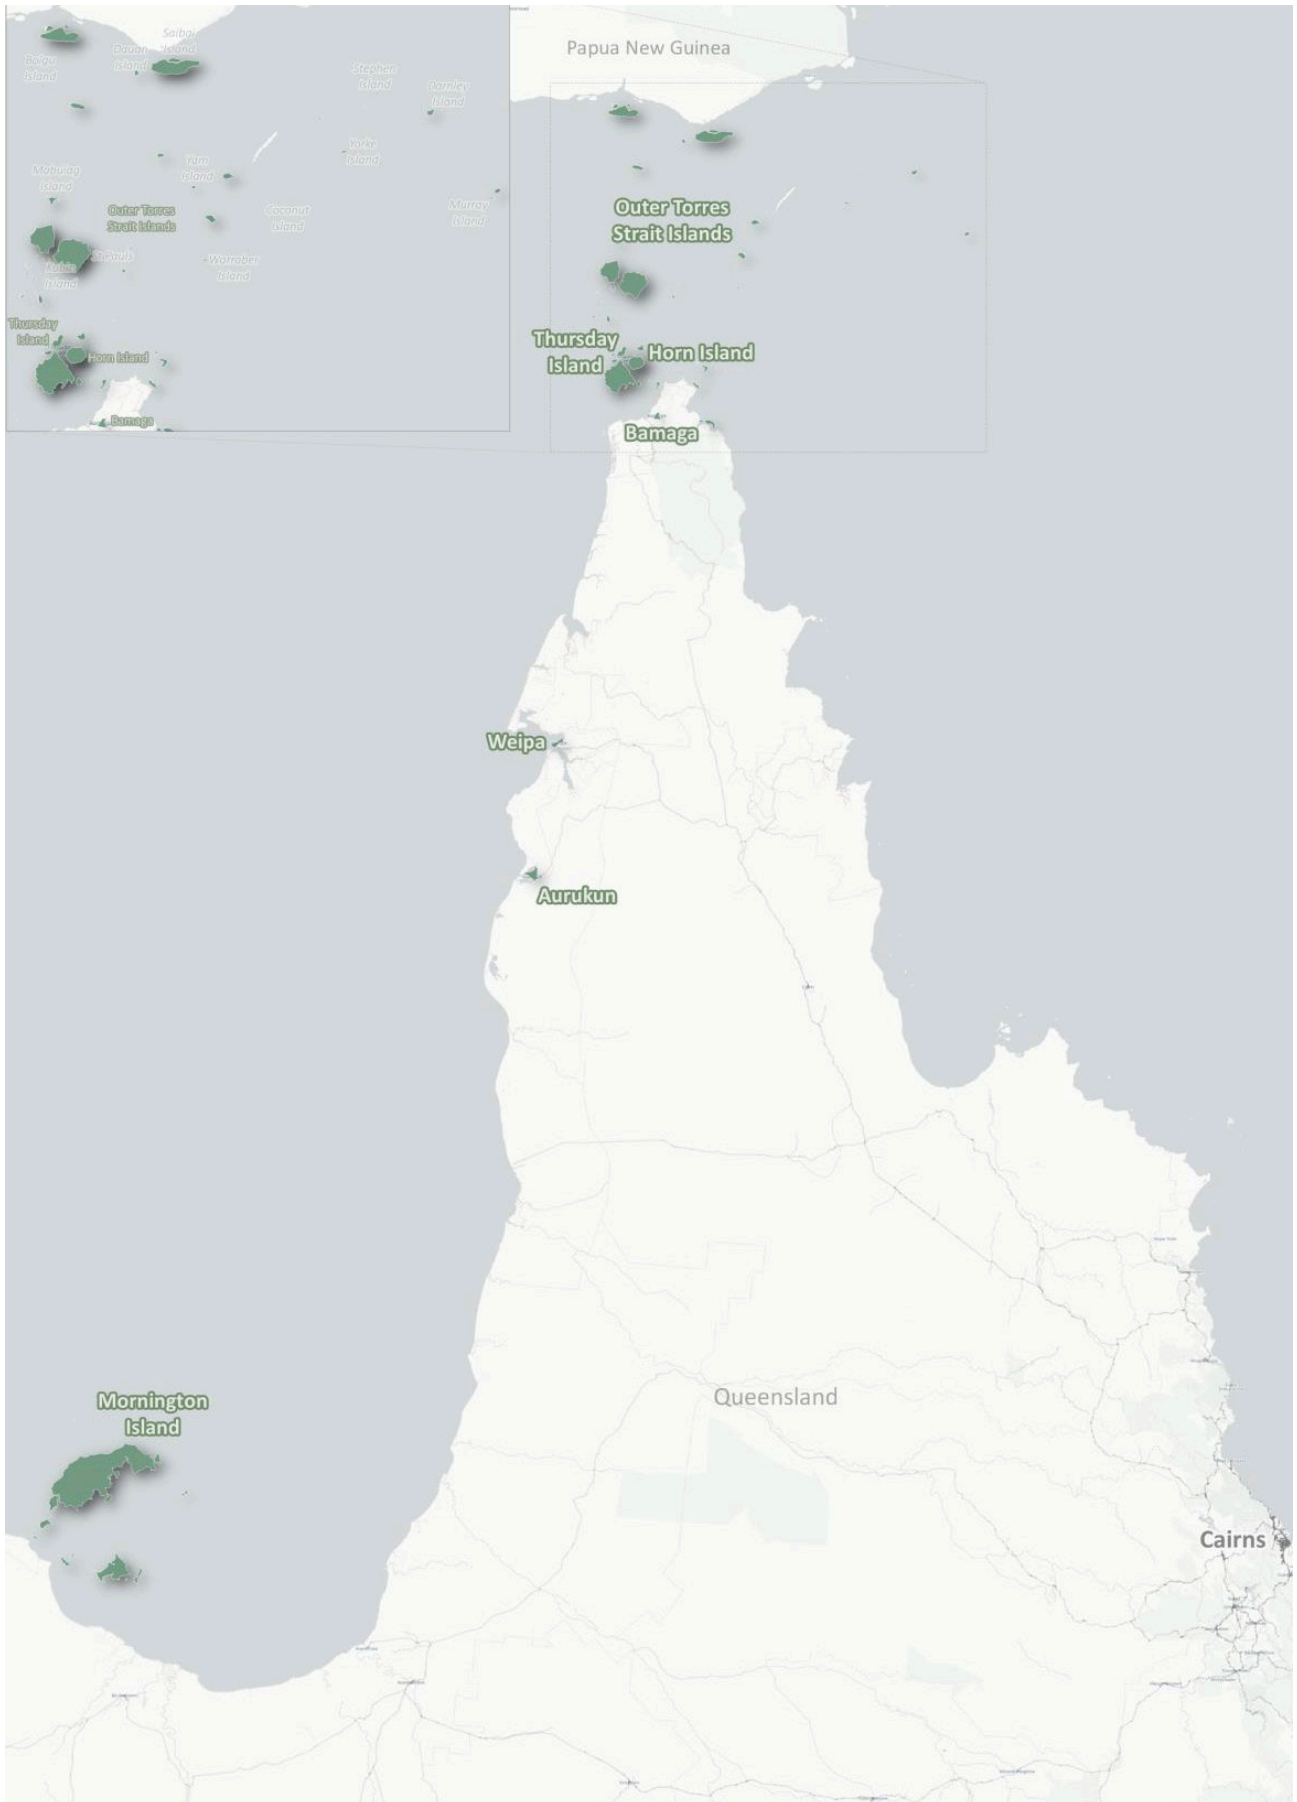 Papua New Guinea
Saibai
Island
Dauan
Island
Boigu
Island
Stephen
Island
Darnley
Island
Yorke
Island
Yam
Island
Mabuiag
Island
Outer Torres
Strait Islands
Coconut
Island
Murray
Island
St Pauls
Kubin
Island
Warraber
Island
Thursday
Island
Horn Island
Bamaga
Outer Torres
Strait Islands
Thursday
Island
Horn Island
Bamaga
Weipa
Aurukun
Mornington
Island
Queensland
Cairns